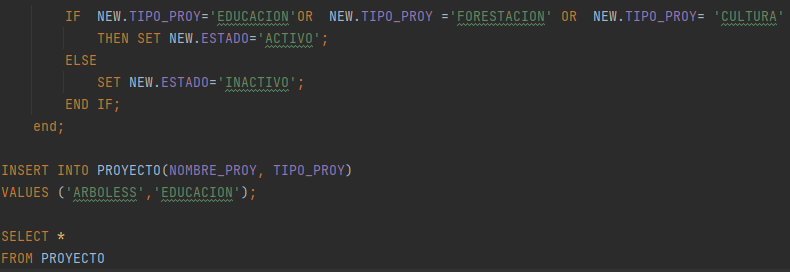 IF  NEW.TIPO_PROY='EDUCACION'OR  NEW.TIPO_PROY ='FORESTACION' OR  NEW.TIPO_PROY= 'CULTURA'
THEN SET NEW.ESTADO='ACTIVO';
ELSE
SET NEW.ESTADO='INACTIVO';
END IF;
end;
INSERT INTO PROYECTO(NOMBRE_PROY, TIPO_PROY)
VALUES ('ARBOLESS','EDUCACION');
SELECT *
FROM PROYECTO